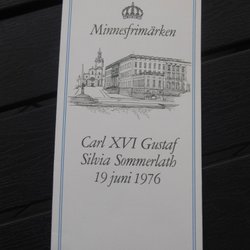 Minnesfrimärken
Carl XVI Gustaf
Silvia Sommerlath
19 juni 1976